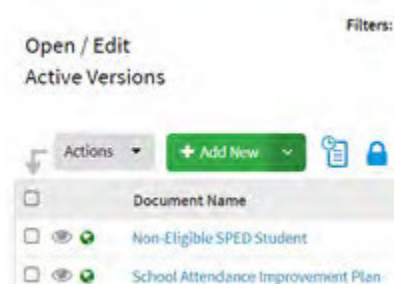 Filters:
Open / Edit
Active Versions
Actions
+ Add New
Document Name
Non-Eligible SPED Student
School Attendance Improvement Plan